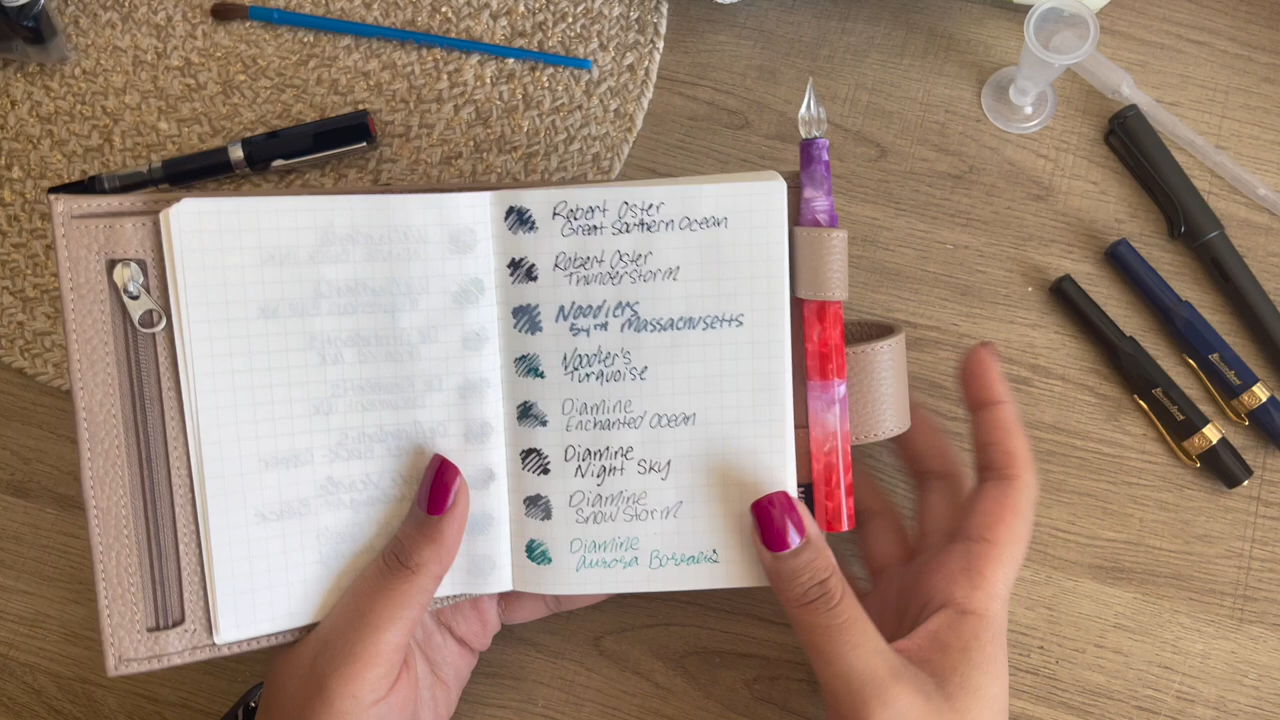 Robert Oster
Great Southern Ocean
Robert Oster
Thunderstorm
Noodlers
54th Massachusetts
Noodler's
Turquoise
Diamine
Enchanted Ocean
Diamine
Night Sky
Diamine
Snow Storm
Diamine
Aurora Borealis